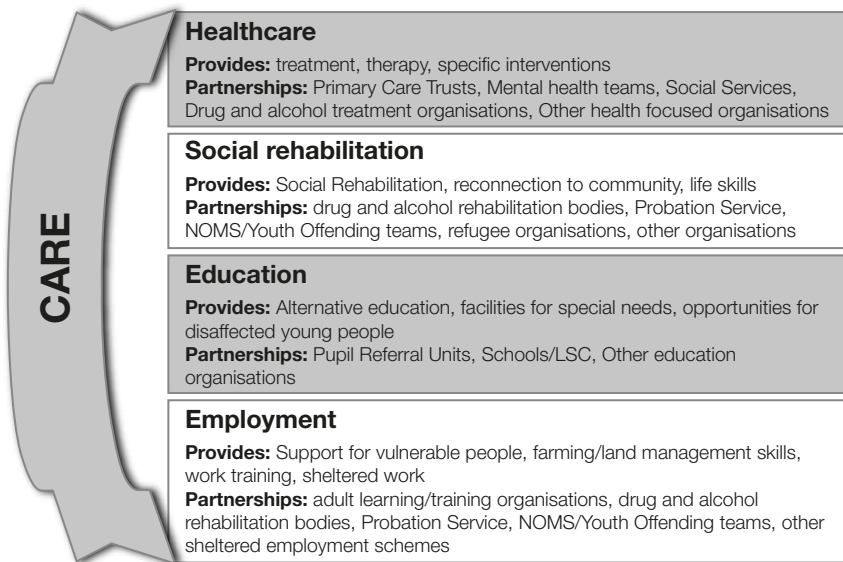 CARE
Healthcare
Provides: treatment, therapy, specific interventions
Partnerships: Primary Care Trusts, Mental health teams, Social Services,
Drug and alcohol treatment organisations, Other health focused organisations
Social rehabilitation
Provides: Social Rehabilitation, reconnection to community, life skills
Partnerships: drug and alcohol rehabilitation bodies, Probation Service,
NOMS/Youth Offending teams, refugee organisations, other organisations
Education
Provides: Alternative education, facilities for special needs, opportunities for
disaffected young people
Partnerships: Pupil Referral Units, Schools/LSC, Other education
organisations
Employment
Provides: Support for vulnerable people, farming/land management skills,
work training, sheltered work
Partnerships: adult learning/training organisations, drug and alcohol
rehabilitation bodies, Probation Service, NOMS/Youth Offending teams, other
sheltered employment schemes